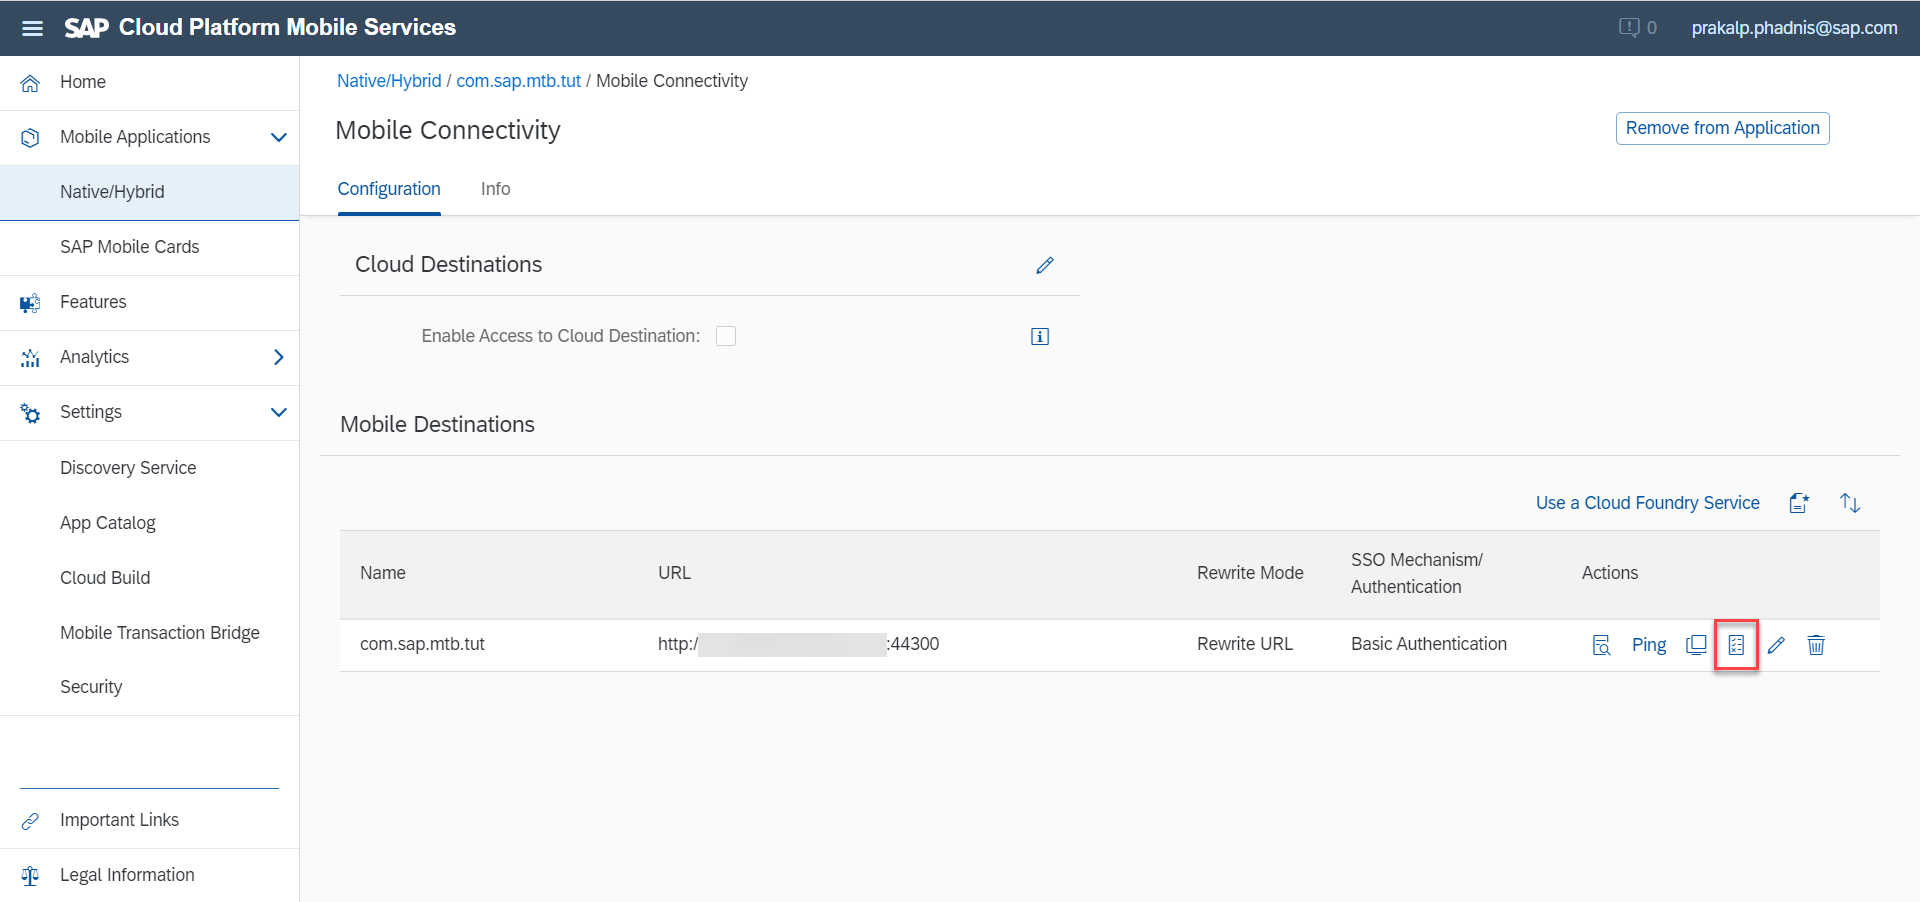 SAP Cloud Platform Mobile Services
0
prakalp.phadnis@sap.com
Home
Mobile Applications
Native/Hybrid
SAP Mobile Cards
Features
Analytics
Settings
Discovery Service
App Catalog
Cloud Build
Mobile Transaction Bridge
Security
Important Links
Legal Information
Native/Hybrid / com.sap.mtb.tut / Mobile Connectivity
Mobile Connectivity
Remove from Application
Configuration
Info
Cloud Destinations
Enable Access to Cloud Destination:
Mobile Destinations
Use a Cloud Foundry Service
Name
URL
Rewrite Mode
SSO Mechanism/
Authentication
Actions
com.sap.mtb.tut
http:/
:44300
Rewrite URL
Basic Authentication
Ping